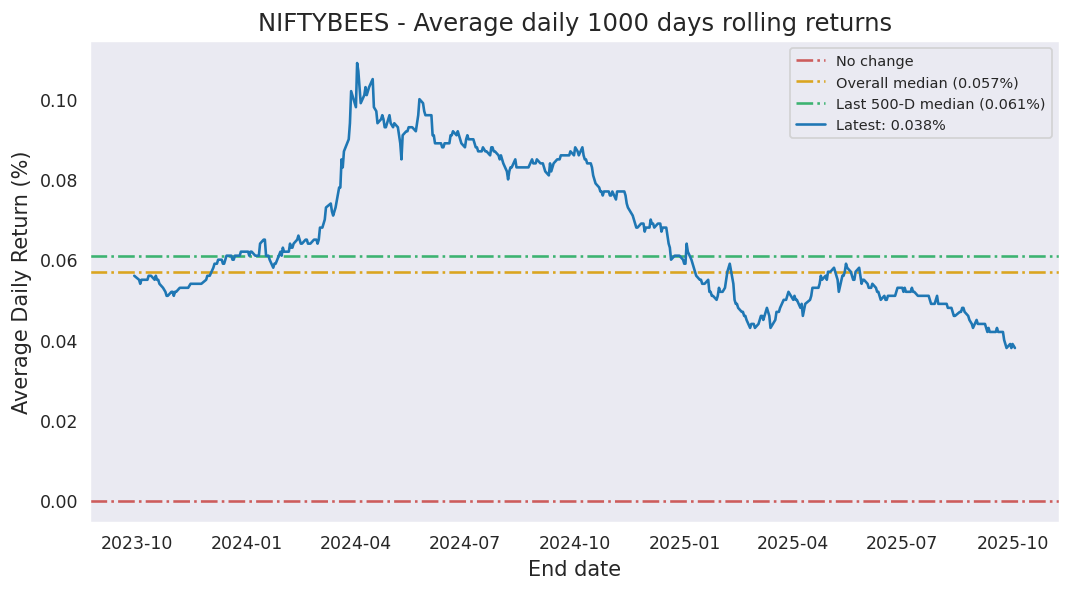 NIFTYBEES - Average daily 1000 days rolling returns
No change
Overall median (0.057%)
Last 500-D median (0.061%)
Latest: 0.038%
Average Daily Return (%)
0.10
0.08
0.06
0.04
0.02
0.00
2023-10 2024-01 2024-04 2024-07 2024-10 2025-01 2025-04 2025-07 2025-10
End date